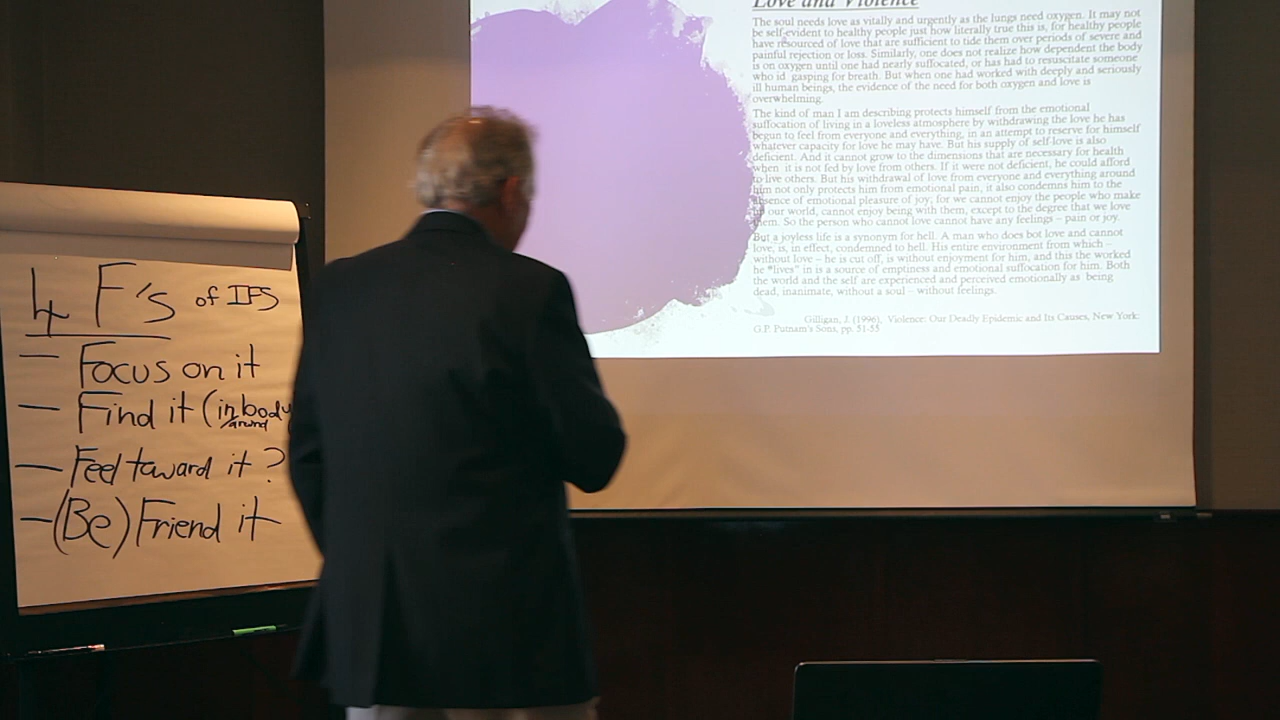 4 F's of IFS
— Focus on it
— Find it (in body
around
— Feel toward it?
— (Be) Friend it
Love and Violence
The soul needs love as vitally and urgently as the lungs need oxygen. It may not
be self-evident to healthy people just how literally true this is, for healthy people
have resourced of love that are sufficient to tide them over periods of severe and
painful rejection or loss. Similarly, one does not realize how dependent the body
is on oxygen until one had nearly suffocated, or has had to resuscitate someone
who id gasping for breath. But when one had worked with deeply and seriously
ill human beings, the evidence of the need for both oxygen and love is
overwhelming.
The kind of man I am describing protects himself from the emotional
suffocation of living in a loveless atmosphere by withdrawing the love he has
begun to feel from everyone and everything, in an attempt to reserve for himself
whatever capacity for love he may have. But his supply of self-love is also
deficient. And it cannot grow to the dimensions that are necessary for health
when it is not fed by love from others. If it were not deficient, he could afford
to live others. But his withdrawal of love from everyone and everything around
him not only protects him from emotional pain, it also condemns him to the
absence of emotional pleasure of joy; for we cannot enjoy the people who make
up our world, cannot enjoy being with them, except to the degree that we love
them. So the person who cannot love cannot have any feelings – pain or joy.
But a joyless life is a synonym for hell. A man who does bot love and cannot
love, is, in effect, condemned to hell. His entire environment from which –
without love – he is cut off, is without enjoyment for him, and this the worked
he "lives" in is a source of emptiness and emotional suffocation for him. Both
the world and the self are experienced and perceived emotionally as being
dead, inanimate, without a soul – without feelings.
Gilligan, J. (1996), Violence: Our Deadly Epidemic and Its Causes, New York:
G.P. Putnam's Sons, pp. 51-55